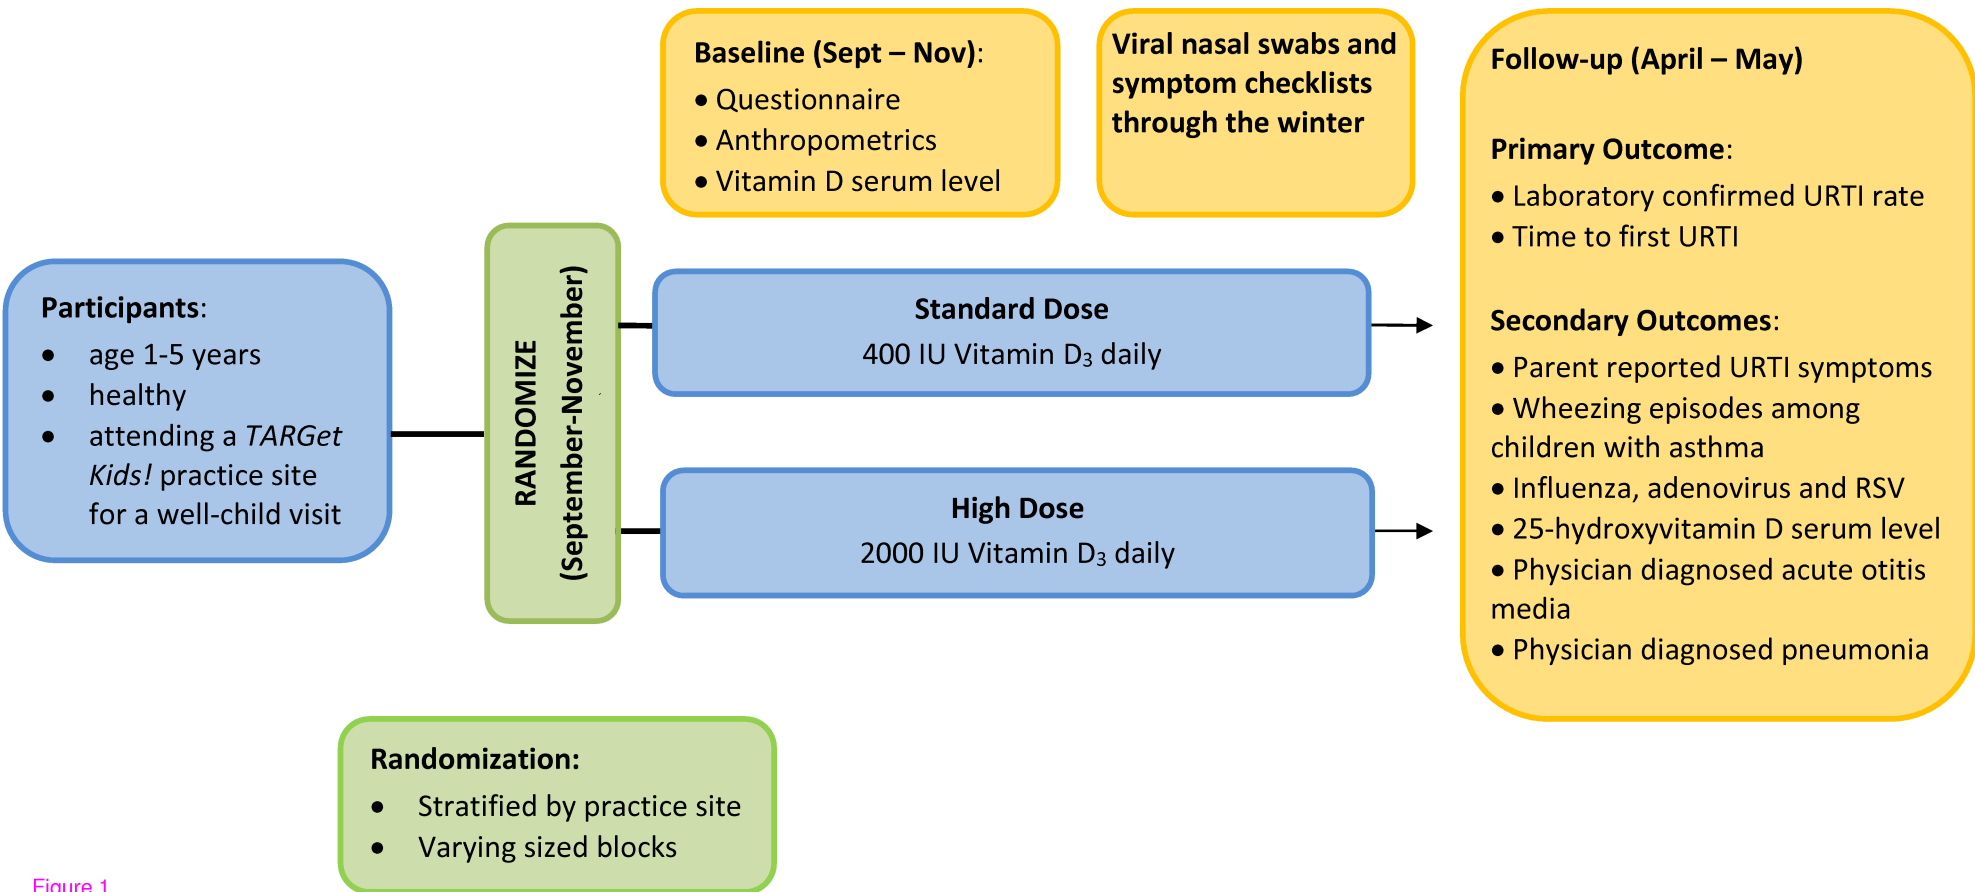 Baseline (Sept – Nov):
• Questionnaire
• Anthropometrics
• Vitamin D serum level
Viral nasal swabs and
symptom checklists
through the winter
Follow-up (April – May)
Primary Outcome:
• Laboratory confirmed URTI rate
• Time to first URTI
Secondary Outcomes:
• Parent reported URTI symptoms
• Wheezing episodes among
children with asthma
• Influenza, adenovirus and RSV
• 25-hydroxyvitamin D serum level
• Physician diagnosed acute otitis
media
• Physician diagnosed pneumonia
Participants:
• age 1-5 years
• healthy
• attending a TARGet
Kids! practice site
for a well-child visit
RANDOMIZE
(September-November)
Standard Dose
400 IU Vitamin D₃ daily
High Dose
2000 IU Vitamin D₃ daily
Randomization:
• Stratified by practice site
• Varying sized blocks
Figure 1